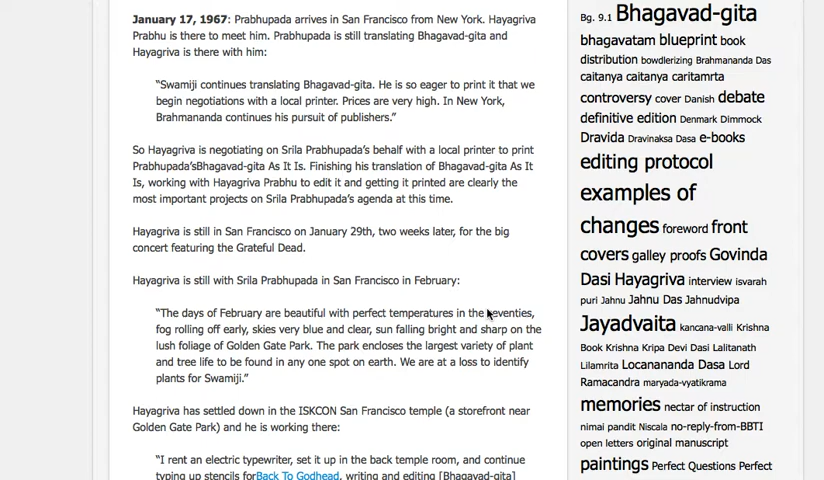 January 17, 1967: Prabhupada arrives in San Francisco from New York. Hayagriva
Prabhu is there to meet him. Prabhupada is still translating Bhagavad-gita and
Hayagriva is there with him:
“Swamiji continues translating Bhagavad-gita. He is so eager to print it that we
begin negotiations with a local printer. Prices are very high. In New York,
Brahmananda continues his pursuit of publishers.”
So Hayagriva is negotiating on Srila Prabhupada’s behalf with a local printer to print
Prabhupada’sBhagavad-gita As It Is. Finishing his translation of Bhagavad-gita As It
Is, working with Hayagriva Prabhu to edit it and getting it printed are clearly the
most important projects on Srila Prabhupada’s agenda at this time.
Hayagriva is still in San Francisco on January 29th, two weeks later, for the big
concert featuring the Grateful Dead.
Hayagriva is still with Srila Prabhupada in San Francisco in February:
“The days of February are beautiful with perfect temperatures in the seventies,
fog rolling off early, skies very blue and clear, sun falling bright and sharp on the
lush foliage of Golden Gate Park. The park encloses the largest variety of plant
and tree life to be found in any one spot on earth. We are at a loss to identify
plants for Swamiji.”
Hayagriva has settled down in the ISKCON San Francisco temple (a storefront near
Golden Gate Park) and he is working there:
“I rent an electric typewriter, set it up in the back temple room, and continue
typing up stencils forBack To Godhead, writing and editing [Bhagavad-gita]
Bg. 9.1 Bhagavad-gita
bhagavatam blueprint book
distribution bowdlerizing Brahmananda Das
caitanya caitanya caritamrta
controversy cover Danish debate
definitive edition Denmark Dimmock
Dravida Dravinaksa Dasa e-books
editing protocol
examples of
changes foreword front
covers galley proofs Govinda
Dasi Hayagriva interview isvarah
puri Jahnu Jahnu Das Jahnudvipa
Jayadvaita kancana-valli Krishna
Book Krishna Kripa Devi Dasi Lalitanath
Lilamrita Locanananda Dasa Lord
Ramacandra maryada-vyatikrama
memories nectar of instruction
nimai pandit Niscala no-reply-from-BBTI
open letters original manuscript
paintings Perfect Questions Perfect